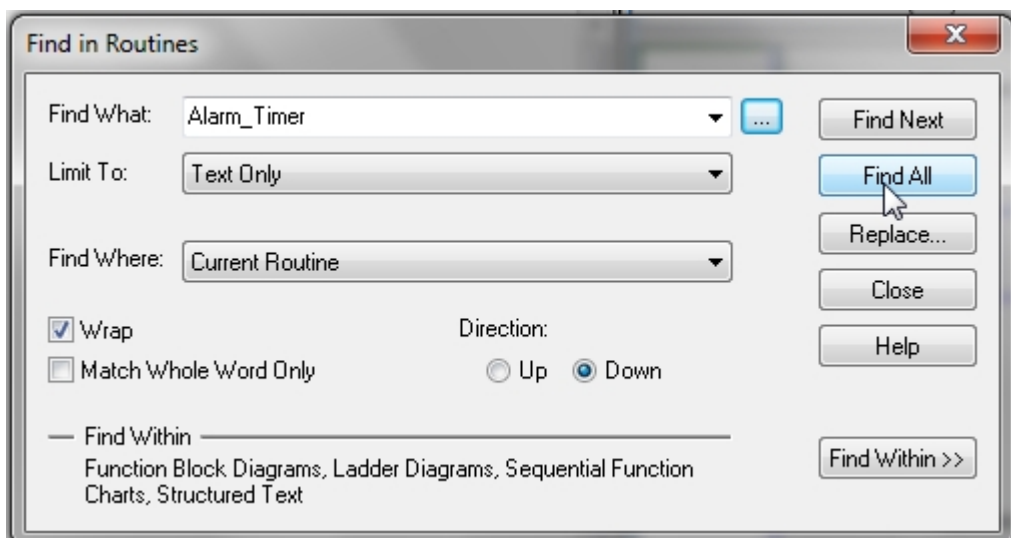 Find in Routines
Find What: Alarm_Timer ... Find Next
Limit To: Text Only Find All
Replace...
Find Where: Current Routine
Close
Wrap Direction:
Help
Match Whole Word Only Up Down
Find Within
Function Block Diagrams, Ladder Diagrams, Sequential Function
Charts, Structured Text
Find Within >>